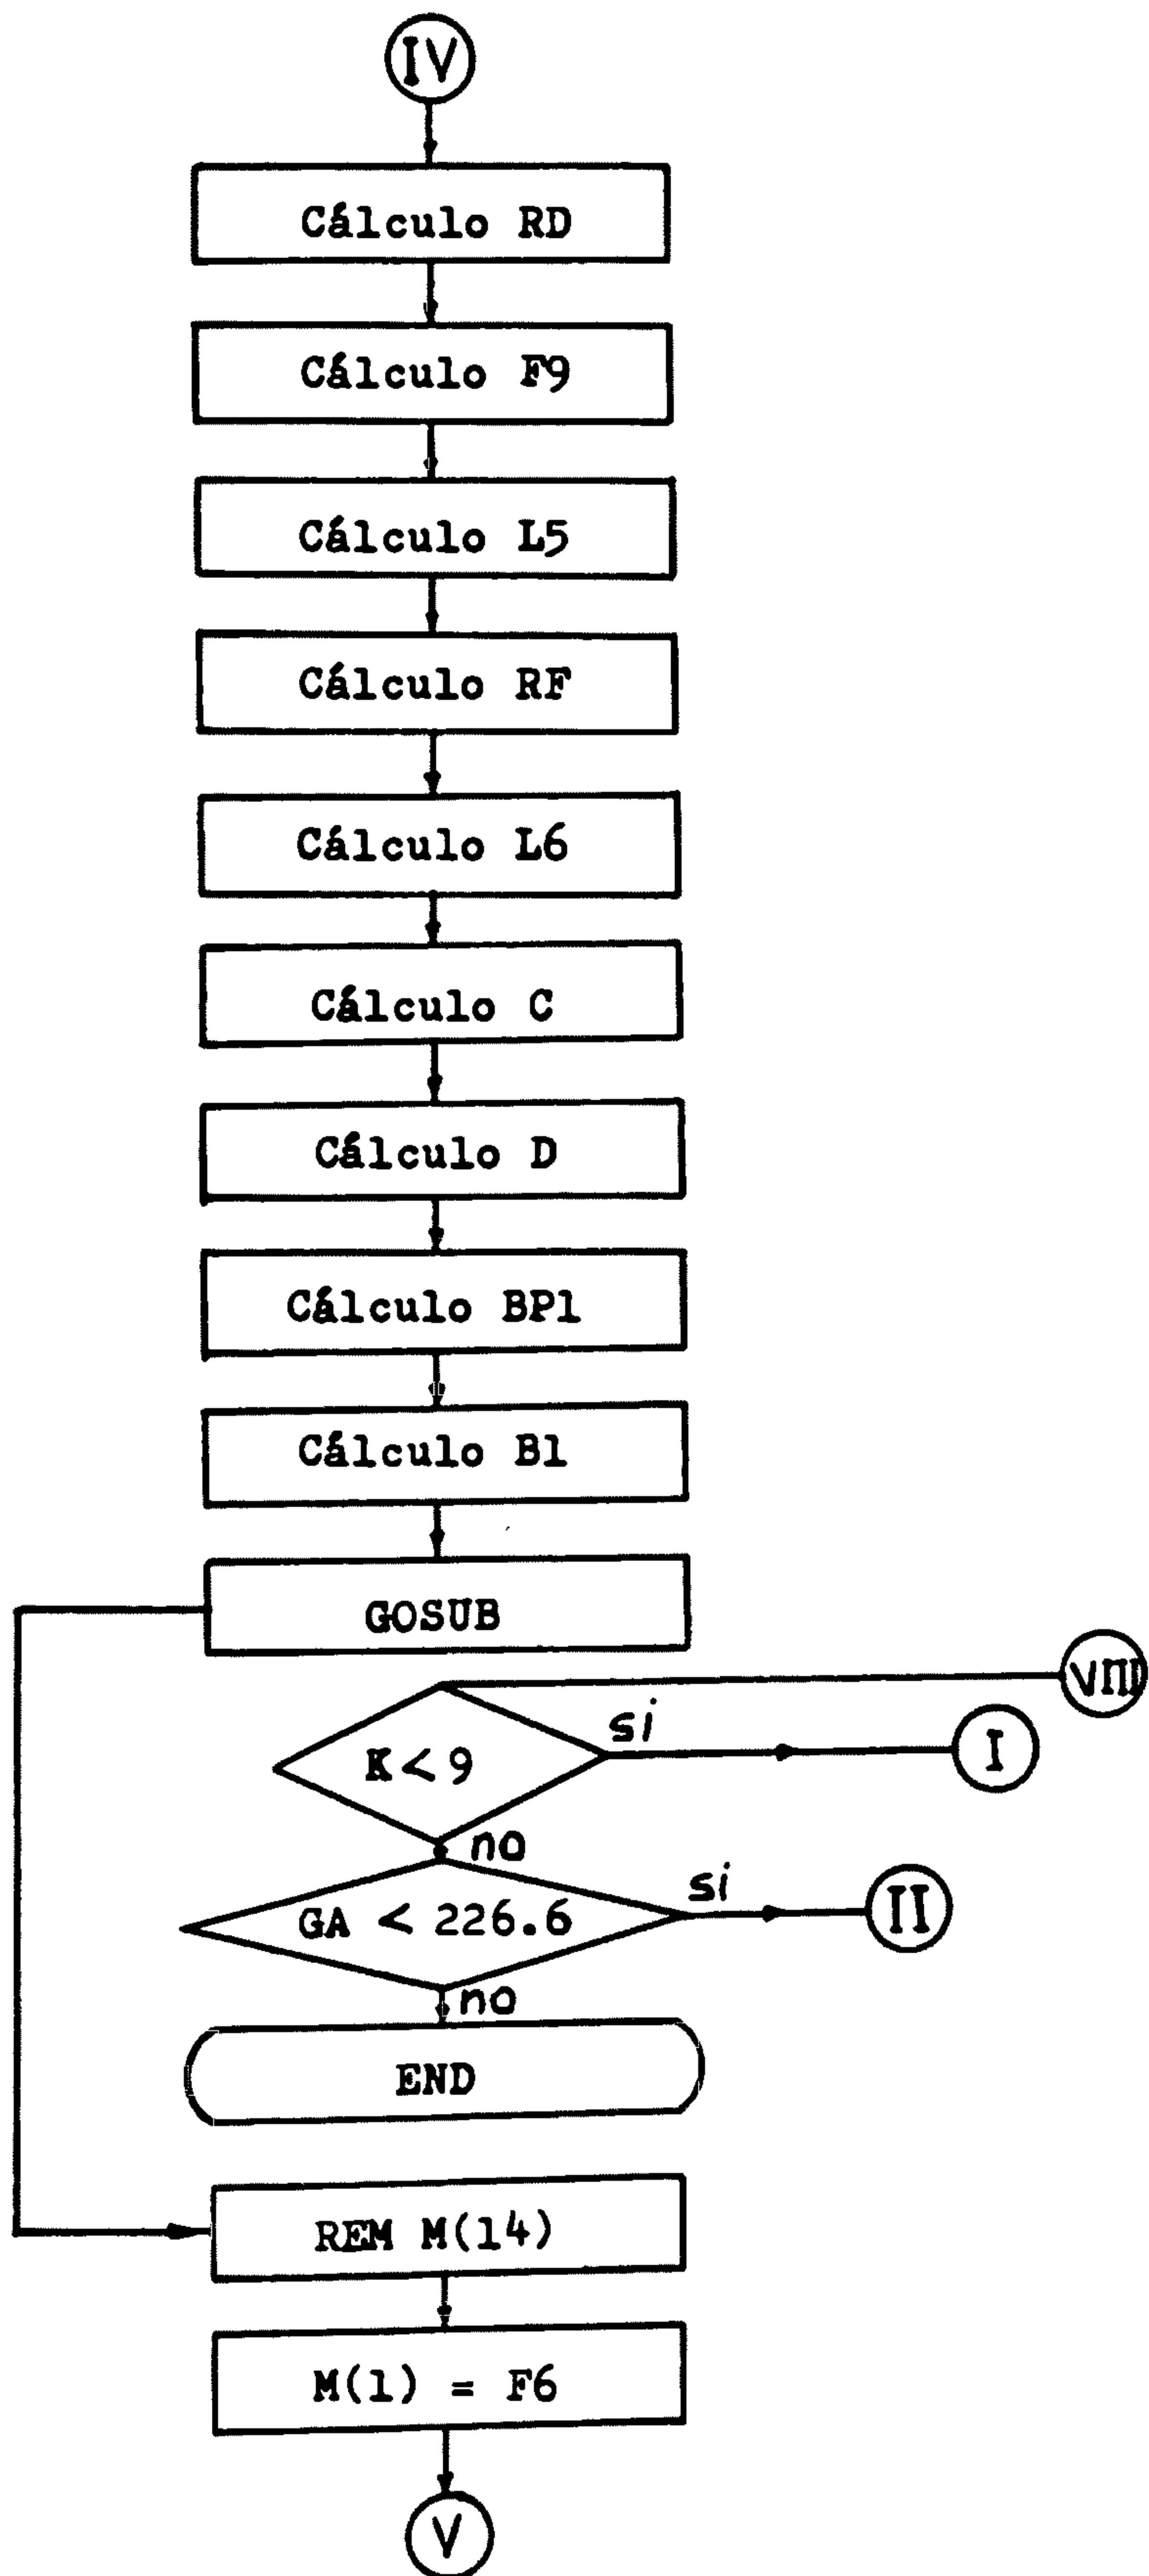 IV
Cálculo RD
Cálculo F9
Cálculo L5
Cálculo RF
Cálculo L6
Cálculo C
Cálculo D
Cálculo BP1
Cálculo B1
GOSUB
VIII
si
I
K < 9
no
si
II
GA < 226.6
no
END
REM M(14)
M(1) = F6
V